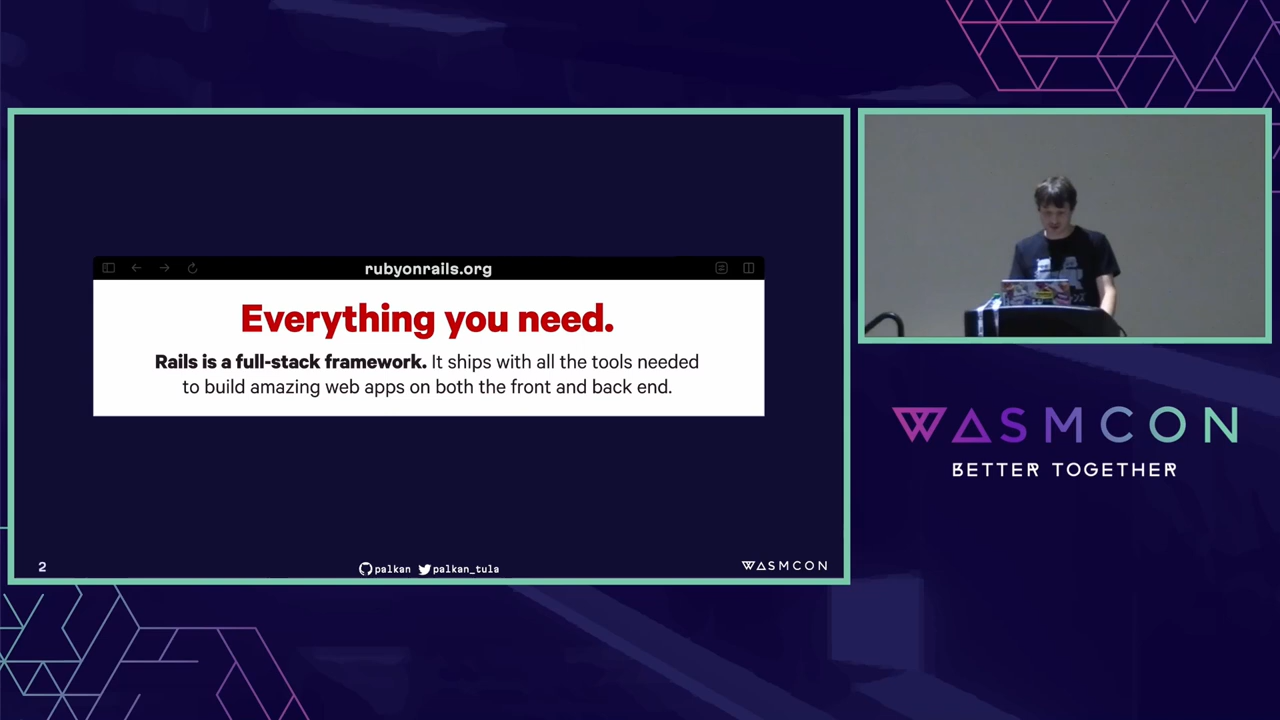 rubyonrails.org
Everything you need.
Rails is a full-stack framework. It ships with all the tools needed
to build amazing web apps on both the front and back end.
2
palkan palkan_tula
WASMCON
WASMCON
BETTER TOGETHER